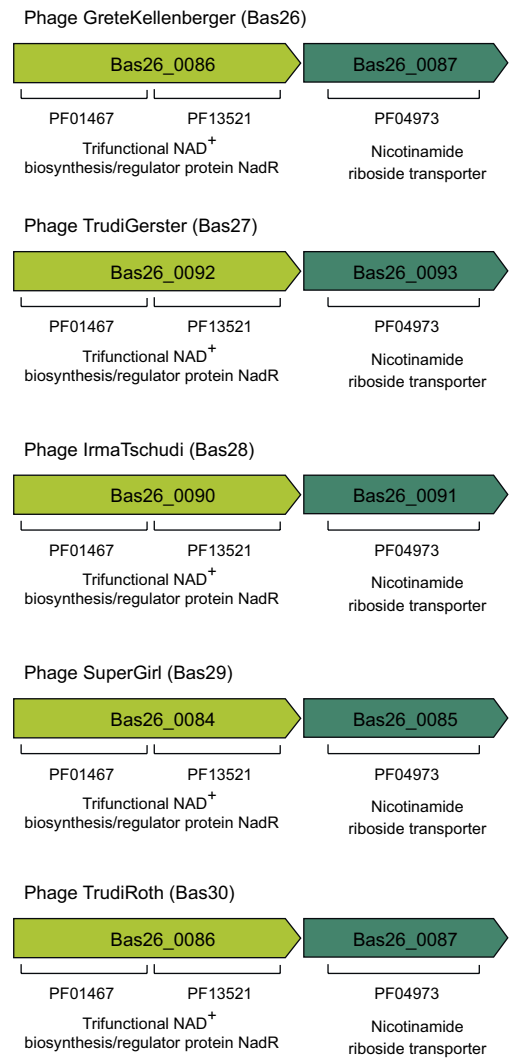 Phage GreteKellenberger (Bas26)
Bas26_0086 Bas26_0087
PF01467 PF13521 PF04973
Trifunctional NAD+
biosynthesis/regulator protein NadR
Nicotinamide
riboside transporter
Phage TrudiGerster (Bas27)
Bas26_0092 Bas26_0093
PF01467 PF13521 PF04973
Trifunctional NAD+
biosynthesis/regulator protein NadR
Nicotinamide
riboside transporter
Phage IrmaTschudi (Bas28)
Bas26_0090 Bas26_0091
PF01467 PF13521 PF04973
Trifunctional NAD+
biosynthesis/regulator protein NadR
Nicotinamide
riboside transporter
Phage SuperGirl (Bas29)
Bas26_0084 Bas26_0085
PF01467 PF13521 PF04973
Trifunctional NAD+
biosynthesis/regulator protein NadR
Nicotinamide
riboside transporter
Phage TrudiRoth (Bas30)
Bas26_0086 Bas26_0087
PF01467 PF13521 PF04973
Trifunctional NAD+
biosynthesis/regulator protein NadR
Nicotinamide
riboside transporter